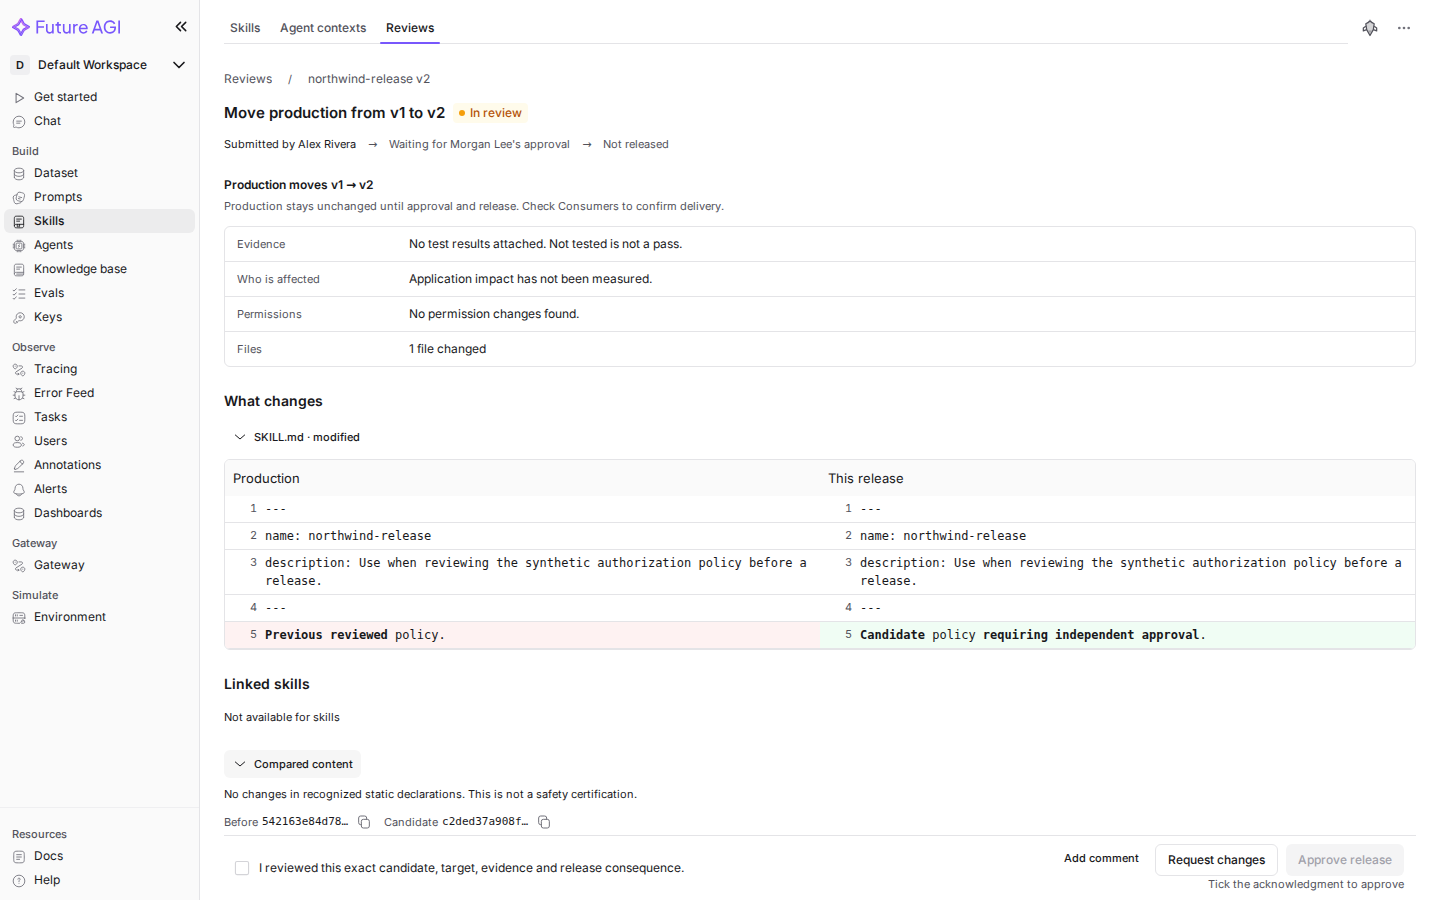 Future AGI
D Default Workspace
Get started
Chat
Build
Dataset
Prompts
Skills
Agents
Knowledge base
Evals
Keys
Observe
Tracing
Error Feed
Tasks
Users
Annotations
Alerts
Dashboards
Gateway
Gateway
Simulate
Environment
Resources
Docs
Help
Skills Agent contexts Reviews
Reviews / northwind-release v2
Move production from v1 to v2 In review
Submitted by Alex Rivera → Waiting for Morgan Lee's approval → Not released
Production moves v1 → v2
Production stays unchanged until approval and release. Check Consumers to confirm delivery.
Evidence No test results attached. Not tested is not a pass.
Who is affected Application impact has not been measured.
Permissions No permission changes found.
Files 1 file changed
What changes
SKILL.md · modified
Production This release
1 --- 1 ---
2 name: northwind-release 2 name: northwind-release
3 description: Use when reviewing the synthetic authorization policy before a 3 description: Use when reviewing the synthetic authorization policy before a
release. release.
4 --- 4 ---
5 Previous reviewed policy. 5 Candidate policy requiring independent approval.
Linked skills
Not available for skills
Compared content
No changes in recognized static declarations. This is not a safety certification.
Before 542163e84d78… Candidate c2ded37a908f…
I reviewed this exact candidate, target, evidence and release consequence.
Add comment Request changes Approve release
Tick the acknowledgment to approve